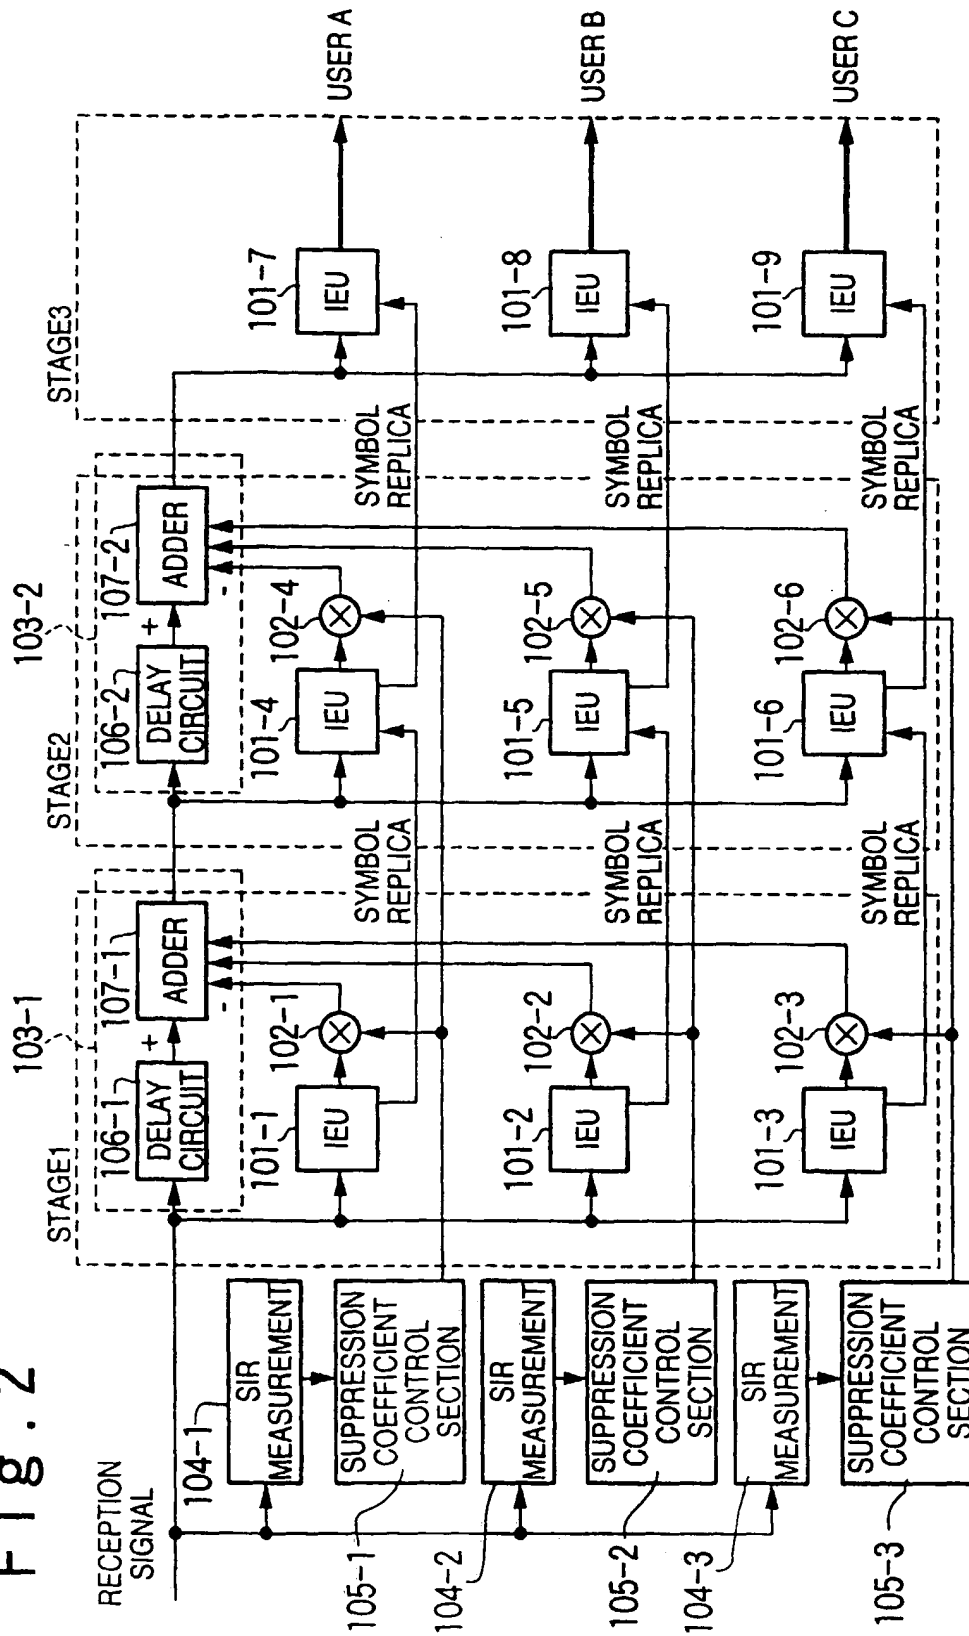 Fig. 2
RECEPTION
SIGNAL
104-1
SIR
MEASUREMENT
105-1
SUPPRESSION
COEFFICIENT
CONTROL
SECTION
104-2
SIR
MEASUREMENT
105-2
SUPPRESSION
COEFFICIENT
CONTROL
SECTION
104-3
SIR
MEASUREMENT
105-3
SUPPRESSION
COEFFICIENT
CONTROL
SECTION
STAGE1
103-1
106-1
DELAY
CIRCUIT
+
107-1
ADDER
-
101-1
IEU
102-1
101-2
IEU
102-2
101-3
IEU
102-3
SYMBOL
REPLICA
SYMBOL
REPLICA
SYMBOL
REPLICA
STAGE2
103-2
106-2
DELAY
CIRCUIT
+
107-2
ADDER
-
101-4
IEU
102-4
101-5
IEU
102-5
101-6
IEU
102-6
SYMBOL
REPLICA
SYMBOL
REPLICA
SYMBOL
REPLICA
STAGE3
101-7
IEU
USER A
101-8
IEU
USER B
101-9
IEU
USER C